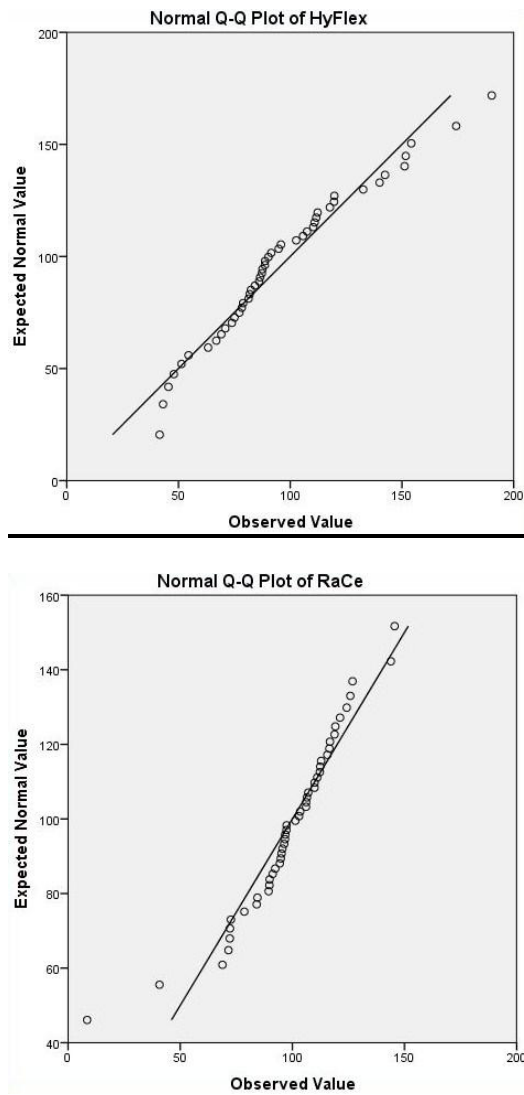 Normal Q-Q Plot of HyFlex
200
150
100
50
0
Expected Normal Value
0 50 100 150 200
Observed Value
Normal Q-Q Plot of RaCe
160
140
120
100
80
60
40
Expected Normal Value
0 50 100 150 200
Observed Value